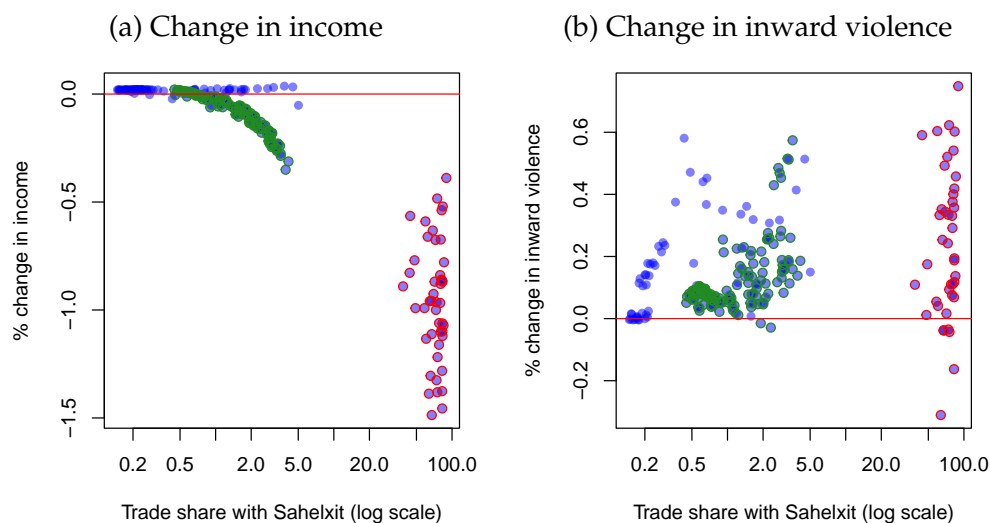 (a) Change in income
(b) Change in inward violence
% change in income
0.0
−0.5
−1.0
−1.5
0.2 0.5 2.0 5.0 20.0 100.0
Trade share with Sahelxit (log scale)
% change in inward violence
0.6
0.4
0.2
0.0
−0.2
0.2 0.5 2.0 5.0 20.0 100.0
Trade share with Sahelxit (log scale)